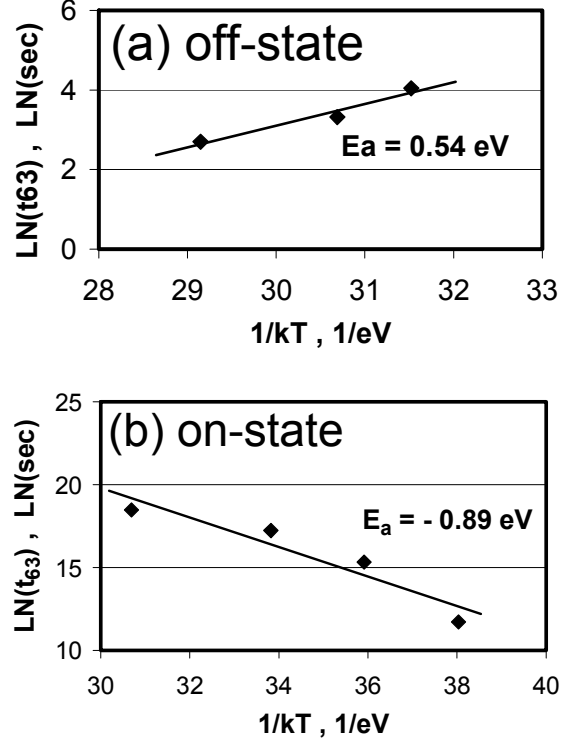 (a) off-state
6
4
2
0
LN(t63) , LN(sec)
Ea = 0.54 eV
28 29 30 31 32 33
1/kT , 1/eV
(b) on-state
25
20
15
10
LN(t₆₃) , LN(sec)
Eₐ = - 0.89 eV
30 32 34 36 38 40
1/kT , 1/eV